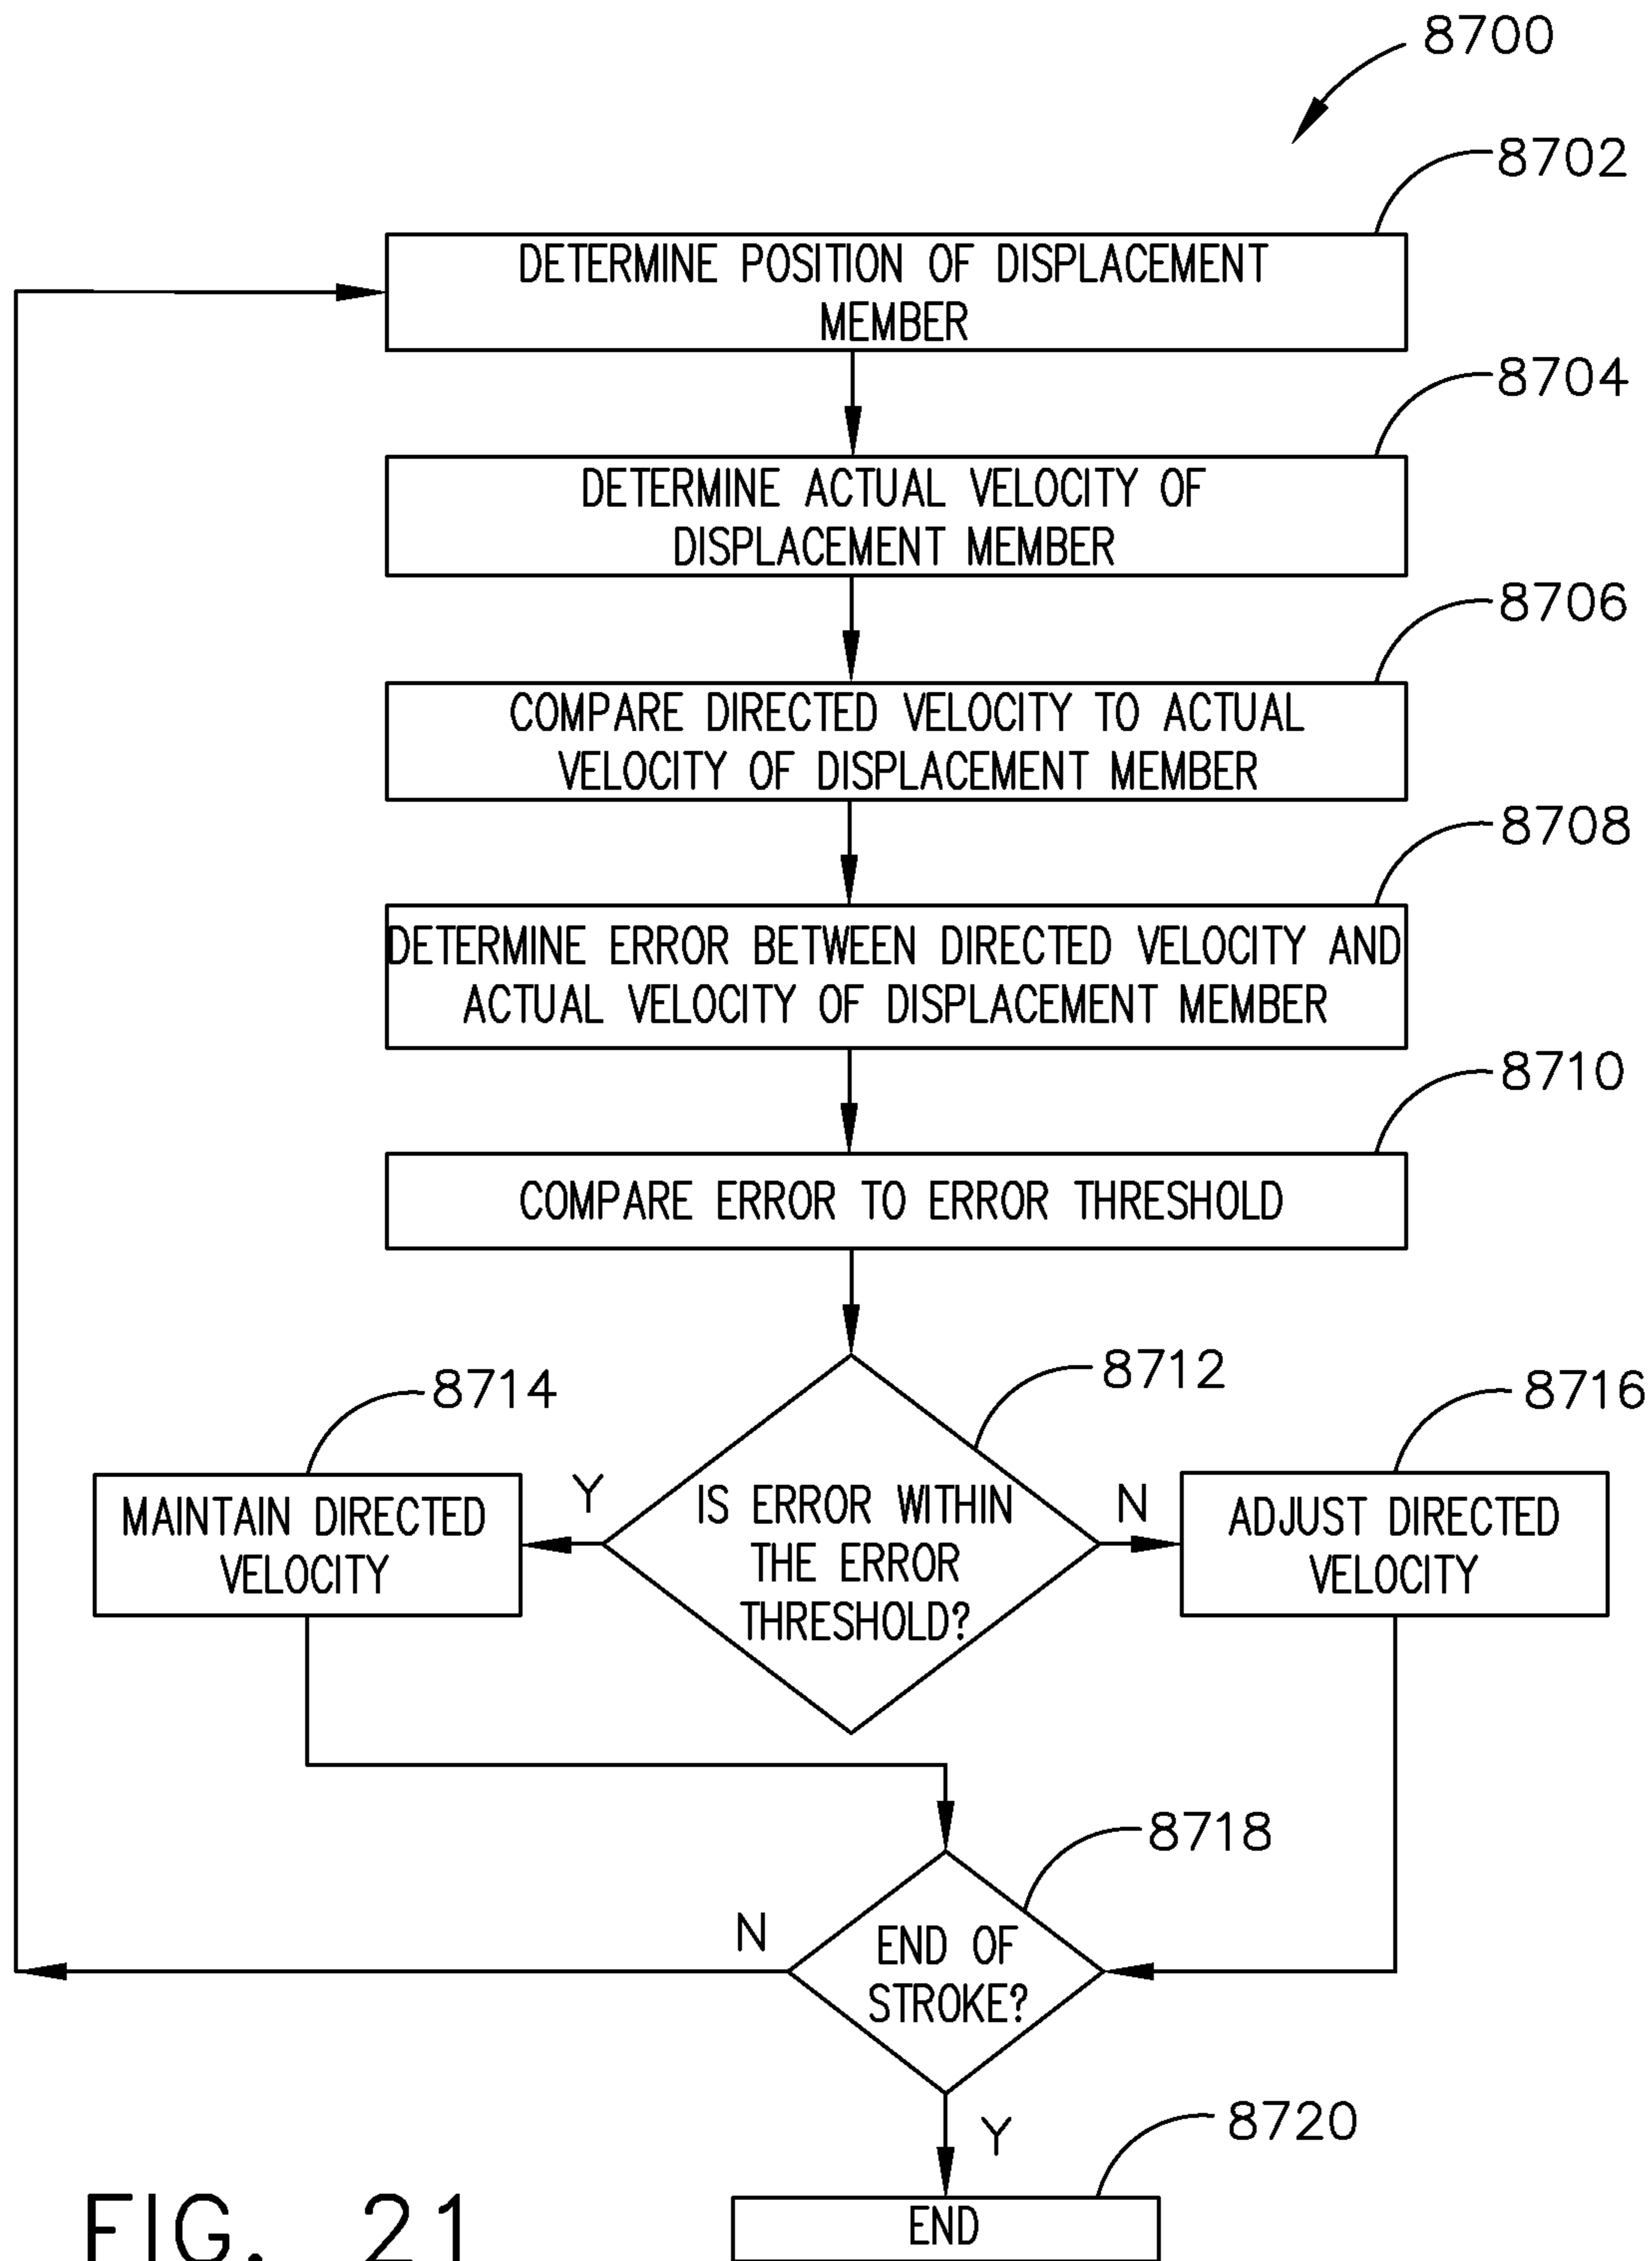 8700
8702
DETERMINE POSITION OF DISPLACEMENT
MEMBER
8704
DETERMINE ACTUAL VELOCITY OF
DISPLACEMENT MEMBER
8706
COMPARE DIRECTED VELOCITY TO ACTUAL
VELOCITY OF DISPLACEMENT MEMBER
8708
DETERMINE ERROR BETWEEN DIRECTED VELOCITY AND
ACTUAL VELOCITY OF DISPLACEMENT MEMBER
8710
COMPARE ERROR TO ERROR THRESHOLD
8712
8714
8716
MAINTAIN DIRECTED
VELOCITY
Y
IS ERROR WITHIN
THE ERROR
THRESHOLD?
N
ADJUST DIRECTED
VELOCITY
8718
N
END OF
STROKE?
Y
8720
END
FIG. 21